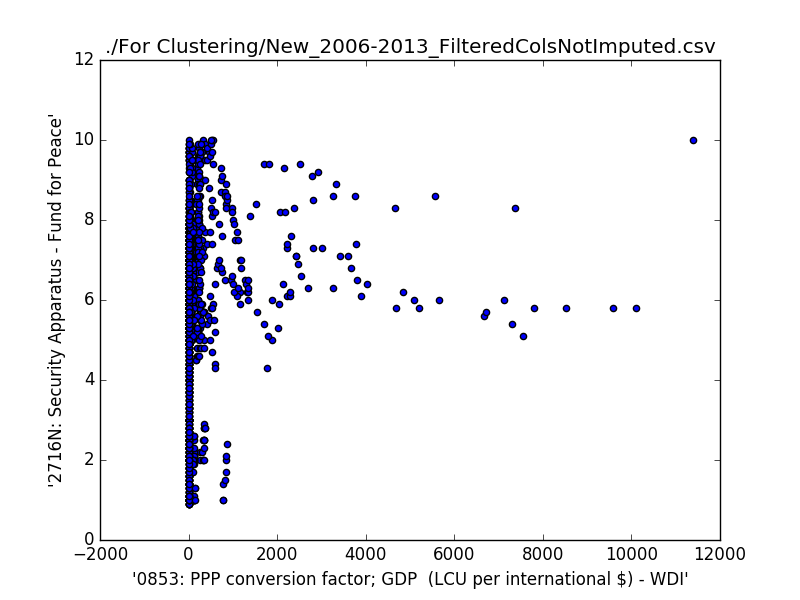 ./For Clustering/New_2006-2013_FilteredColsNotImputed.csv
12
10
8
6
4
2
0
'2716N: Security Apparatus - Fund for Peace'
−2000 0 2000 4000 6000 8000 10000 12000
'0853: PPP conversion factor; GDP  (LCU per international $) - WDI'